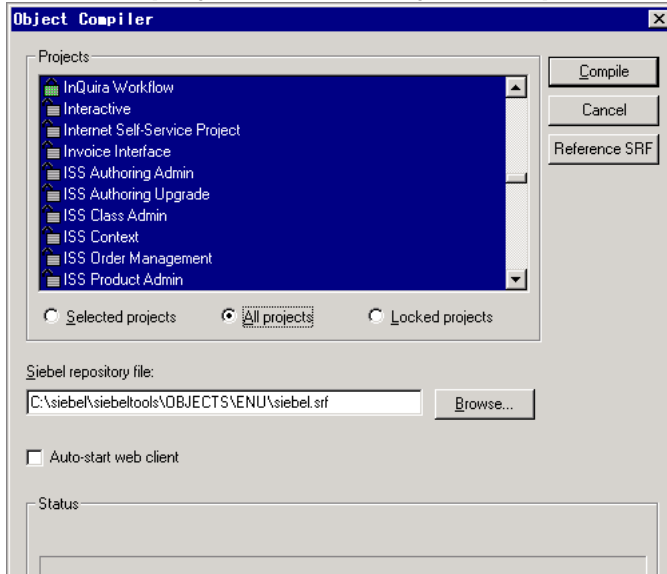 Object Compiler
Projects
InQuira Workflow
Interactive
Internet Self-Service Project
Invoice Interface
ISS Authoring Admin
ISS Authoring Upgrade
ISS Class Admin
ISS Context
ISS Order Management
ISS Product Admin
Compile
Cancel
Reference SRF
Selected projects All projects Locked projects
Siebel repository file:
C:\siebel\siebeltools\OBJECTS\ENU\siebel.srf Browse...
Auto-start web client
Status